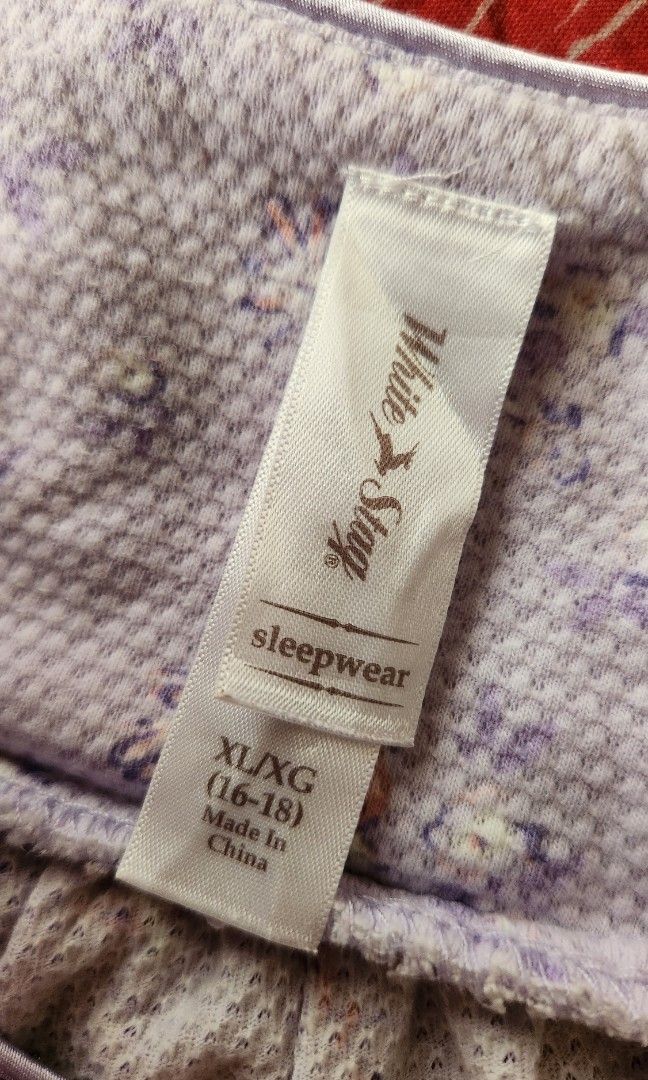 White Stag®
sleepwear
XL/XG
(16-18)
Made In
China